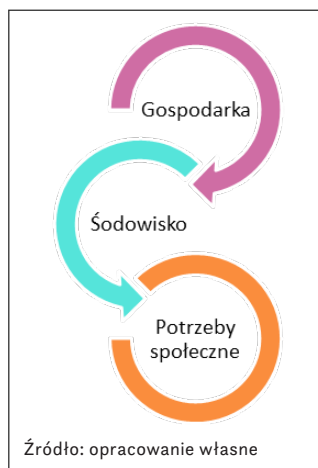 Gospodarka
Śodowisko
Potrzeby
społeczne
Źródło: opracowanie własne